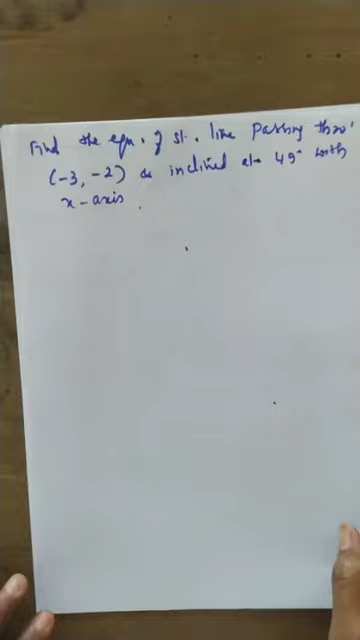 Find the eqn. of st. line passing thro'
(-3, -2) & inclined at 45° with
x-axis.